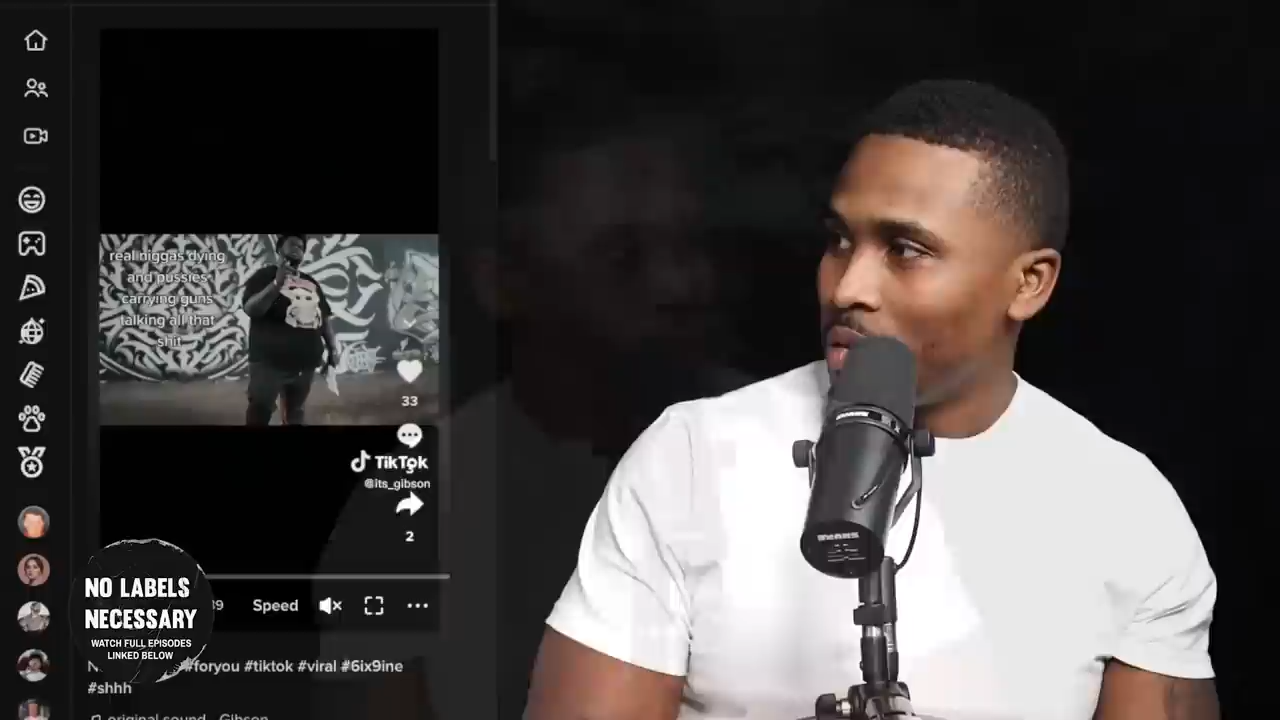 real niggas dying
and pussies
carrying guns
talking all that
shit
33
TikTok
@its_gibson
2
NO LABELS
NECESSARY
WATCH FULL EPISODES
LINKED BELOW
Speed
#foryou #tiktok #viral #6ix9ine
#shhh
original sound - Gibson